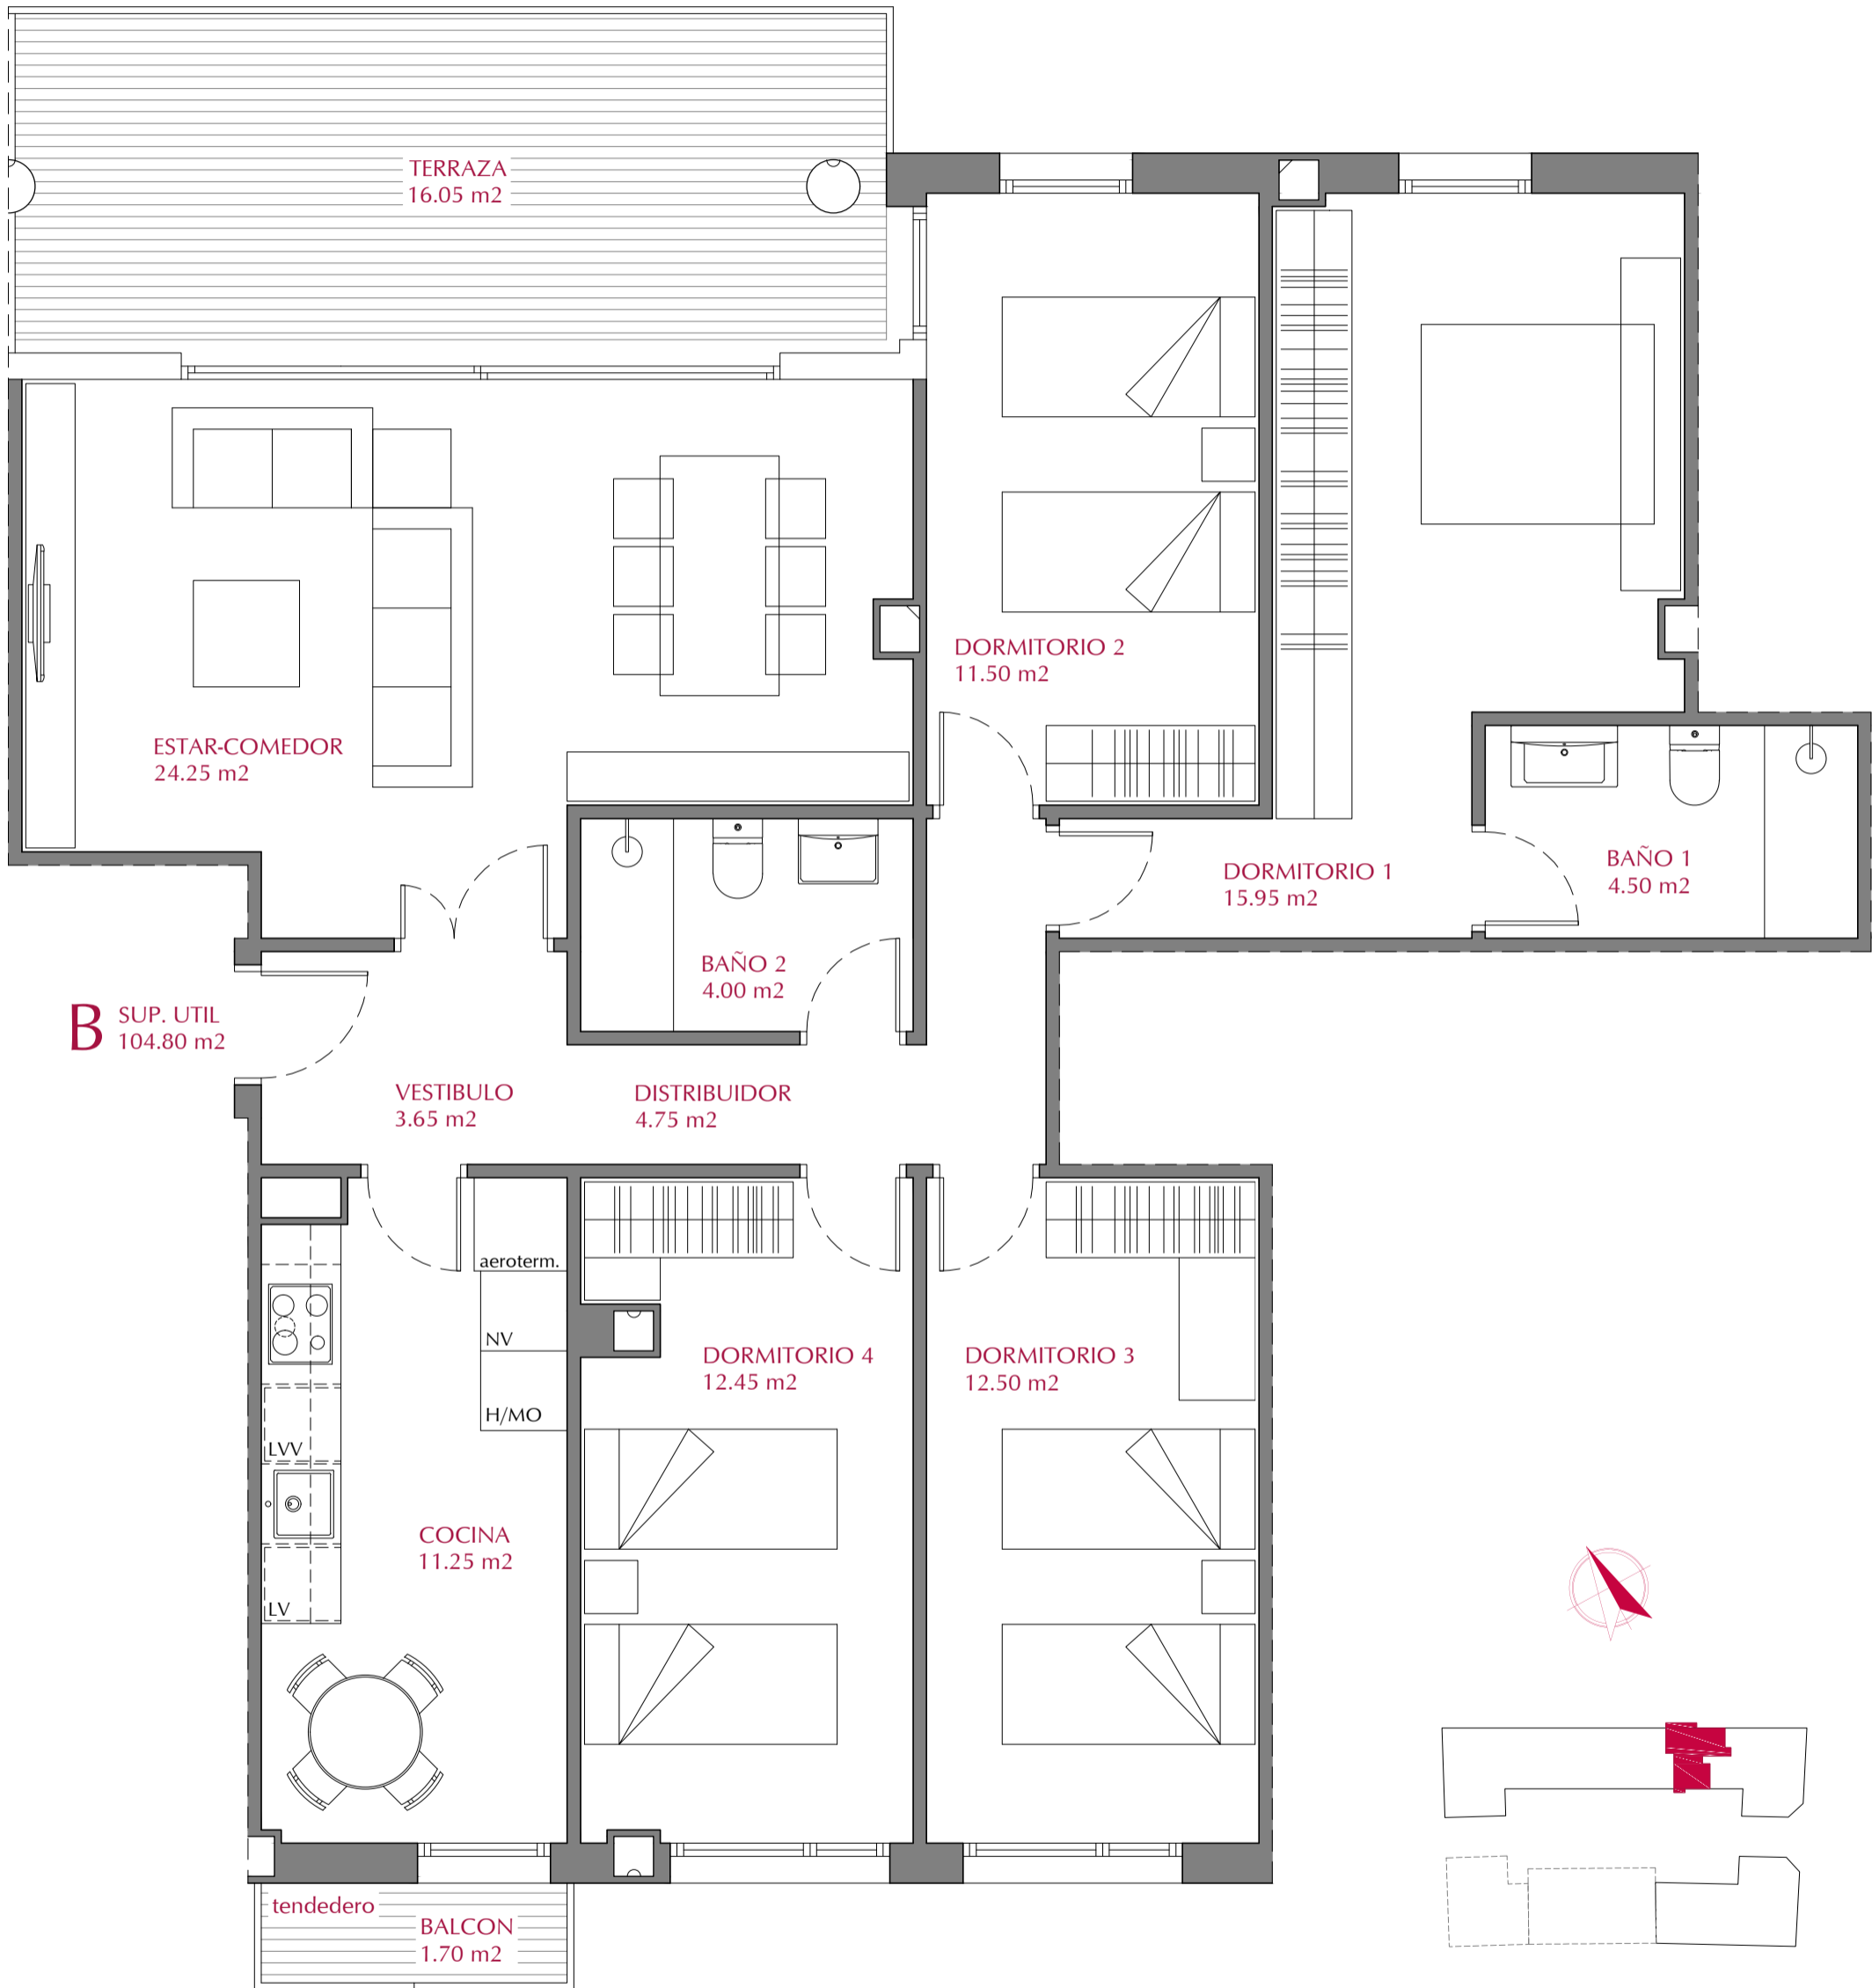 TERRAZA
16.05 m2
DORMITORIO 2
11.50 m2
ESTAR-COMEDOR
24.25 m2
DORMITORIO 1
15.95 m2
BAÑO 1
4.50 m2
BAÑO 2
4.00 m2
B
SUP. UTIL
104.80 m2
VESTIBULO
3.65 m2
DISTRIBUIDOR
4.75 m2
aeroterm.
NV
H/MO
DORMITORIO 4
12.45 m2
DORMITORIO 3
12.50 m2
LVV
COCINA
11.25 m2
LV
tendedero
BALCON
1.70 m2